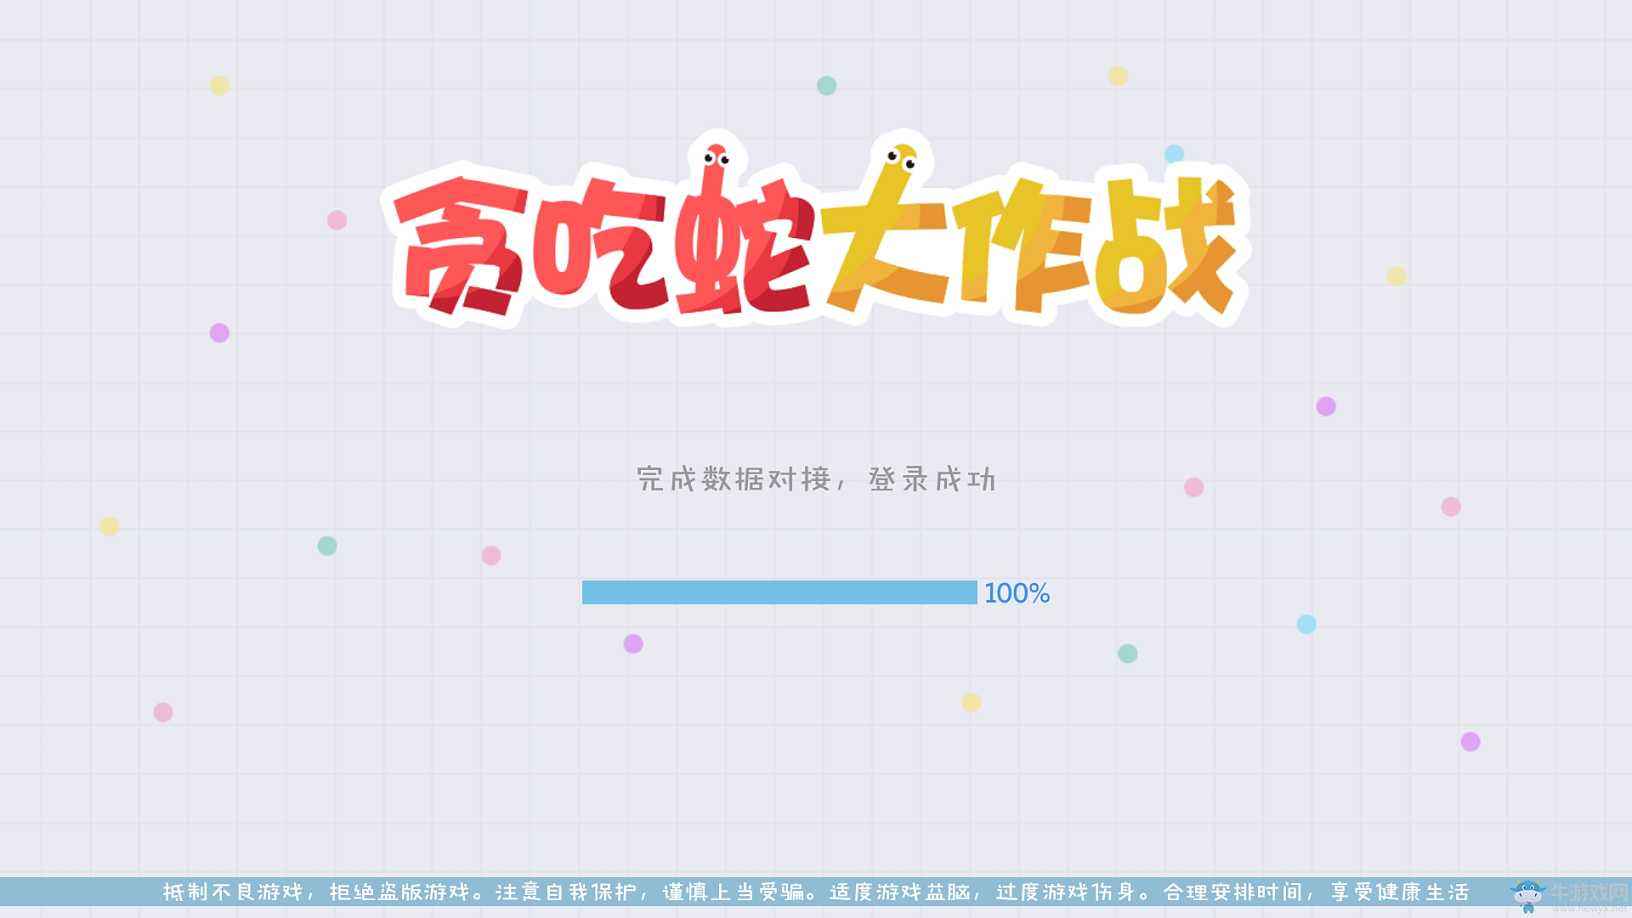 贪吃蛇大作战
完成数据对接，登录成功
100%
抵制不良游戏，拒绝盗版游戏。注意自我保护，谨慎上当受骗。适度游戏益脑，过度游戏伤身。合理安排时间，享受健康生活
牛游戏网